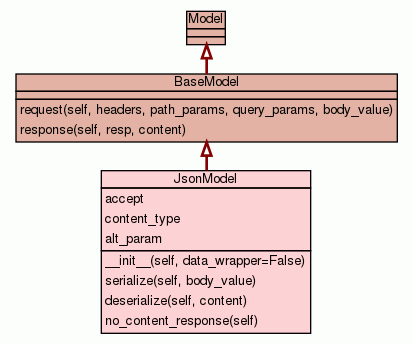 Model
BaseModel
request(self, headers, path_params, query_params, body_value)
response(self, resp, content)
JsonModel
accept
content_type
alt_param
__init__(self, data_wrapper=False)
serialize(self, body_value)
deserialize(self, content)
no_content_response(self)